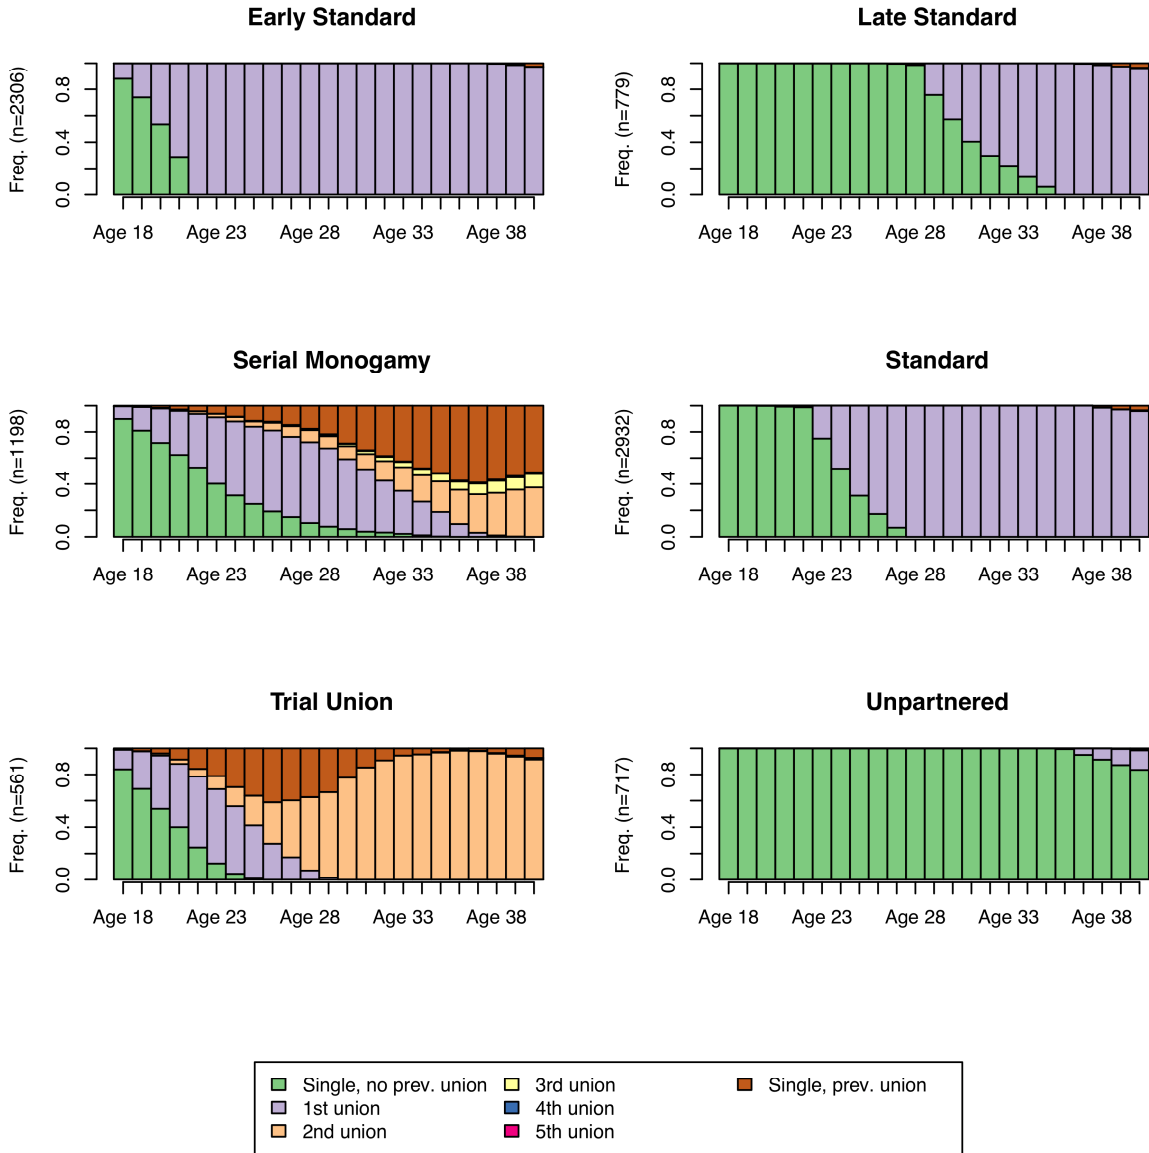 Early Standard
Freq. (n=2306)
0.0 0.4 0.8
Age 18 Age 23 Age 28 Age 33 Age 38
Late Standard
Freq. (n=779)
0.0 0.4 0.8
Age 18 Age 23 Age 28 Age 33 Age 38
Serial Monogamy
Freq. (n=1198)
0.0 0.4 0.8
Age 18 Age 23 Age 28 Age 33 Age 38
Standard
Freq. (n=2932)
0.0 0.4 0.8
Age 18 Age 23 Age 28 Age 33 Age 38
Trial Union
Freq. (n=561)
0.0 0.4 0.8
Age 18 Age 23 Age 28 Age 33 Age 38
Unpartnered
Freq. (n=717)
0.0 0.4 0.8
Age 18 Age 23 Age 28 Age 33 Age 38
Single, no prev. union 3rd union Single, prev. union
1st union 4th union
2nd union 5th union